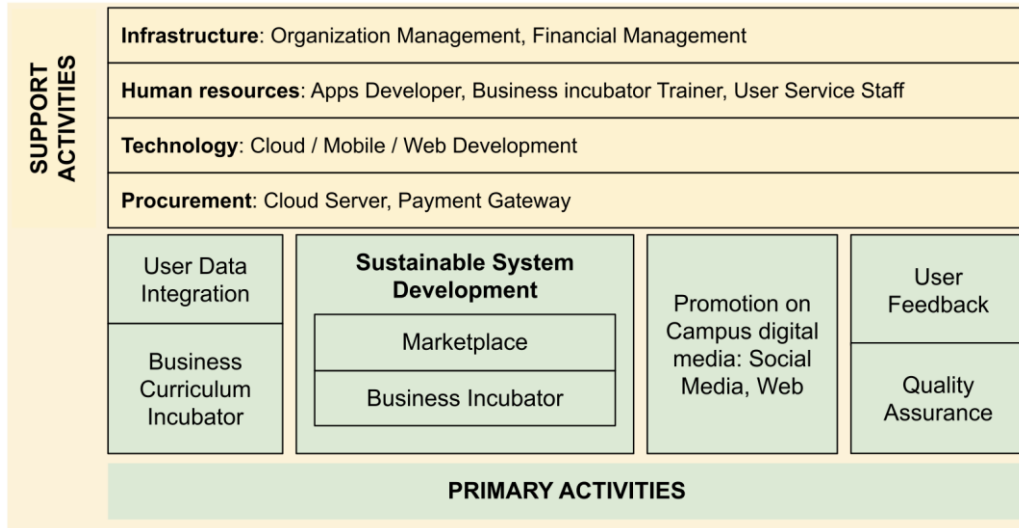 SUPPORT
ACTIVITIES
Infrastructure: Organization Management, Financial Management
Human resources: Apps Developer, Business incubator Trainer, User Service Staff
Technology: Cloud / Mobile / Web Development
Procurement: Cloud Server, Payment Gateway
User Data
Integration
Business
Curriculum
Incubator
Sustainable System
Development
Marketplace
Business Incubator
Promotion on
Campus digital
media: Social
Media, Web
User
Feedback
Quality
Assurance
PRIMARY ACTIVITIES